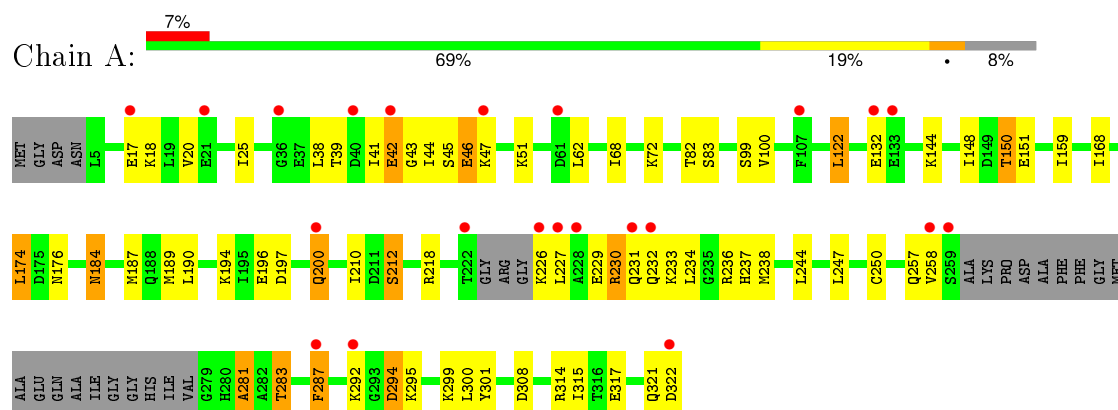 7%
Chain A:
69% 19% • 8%
MET GLY ASP ASN L5 E17 K18 L19 V20 E21 I25 G36 E37 L38 T39 D40 I41 E42 G43 I44 S45 E46 K47 K51 D61 L62 I68 K72 T82 S83 S99 V100 F107 L122 E132 E133 K144 I148 D149 T150 E151 I159 I168
L174 D175 N176 N184 M187 Q188 M189 L190 K194 I195 E196 D197 Q200 I210 D211 S212 R218 T222 GLY ARG GLY K226 L227 A228 E229 R230 Q231 Q232 K233 L234 G235 R236 H237 M238 L244 L247 C250 Q257 V258 S259 ALA LYS PRO ASP ALA PHE PHE GLY MET
ALA GLU GLN ALA ILE GLY GLY HIS ILE VAL G279 H280 A281 A282 T283 F287 K292 G293 D294 K295 K299 L300 Y301 D308 R314 I315 T316 E317 Q321 D322